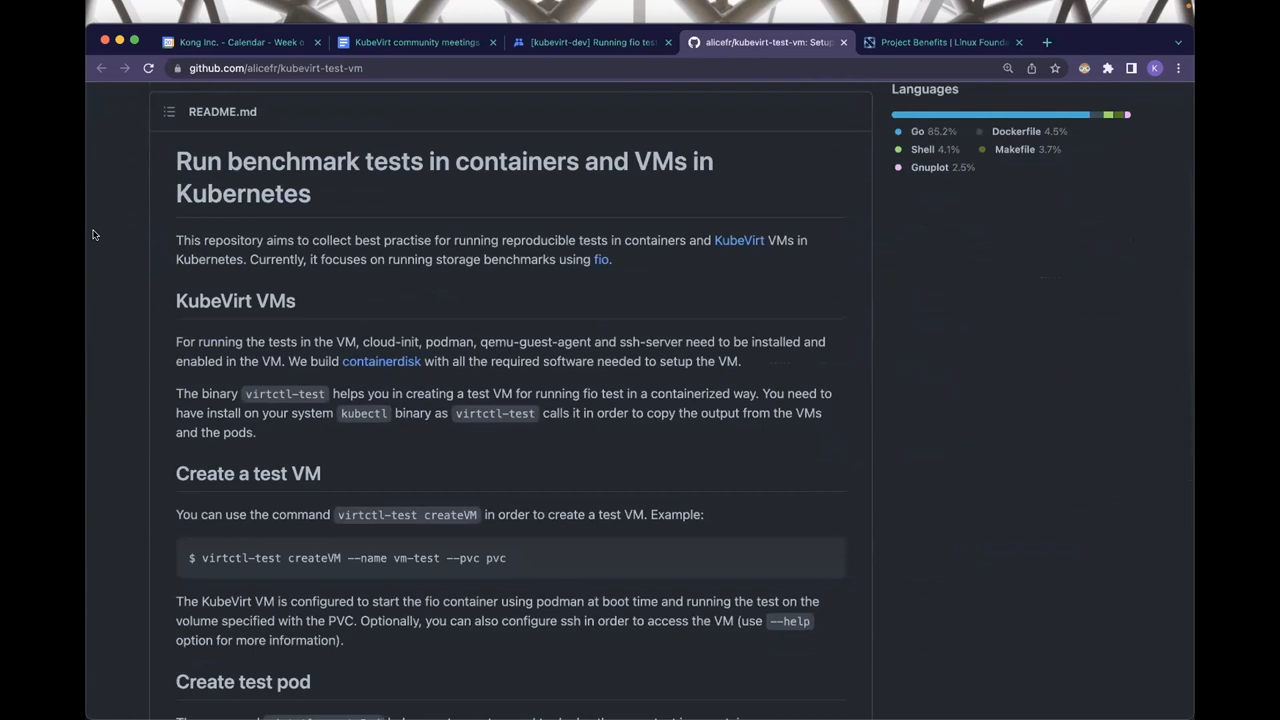 Kong Inc. - Calendar - Week o
KubeVirt community meetings
[kubevirt-dev] Running fio tes
alicefr/kubevirt-test-vm: Setup
Project Benefits | Linux Found
github.com/alicefr/kubevirt-test-vm
K
README.md
Run benchmark tests in containers and VMs in
Kubernetes
This repository aims to collect best practise for running reproducible tests in containers and KubeVirt VMs in
Kubernetes. Currently, it focuses on running storage benchmarks using fio.
KubeVirt VMs
For running the tests in the VM, cloud-init, podman, qemu-guest-agent and ssh-server need to be installed and
enabled in the VM. We build containerdisk with all the required software needed to setup the VM.
The binary virtctl-test helps you in creating a test VM for running fio test in a containerized way. You need to
have install on your system kubectl binary as virtctl-test calls it in order to copy the output from the VMs
and the pods.
Create a test VM
You can use the command virtctl-test createVM in order to create a test VM. Example:
$ virtctl-test createVM --name vm-test --pvc pvc
The KubeVirt VM is configured to start the fio container using podman at boot time and running the test on the
volume specified with the PVC. Optionally, you can also configure ssh in order to access the VM (use --help
option for more information).
Create test pod
Languages
Go 85.2%
Dockerfile 4.5%
Shell 4.1%
Makefile 3.7%
Gnuplot 2.5%